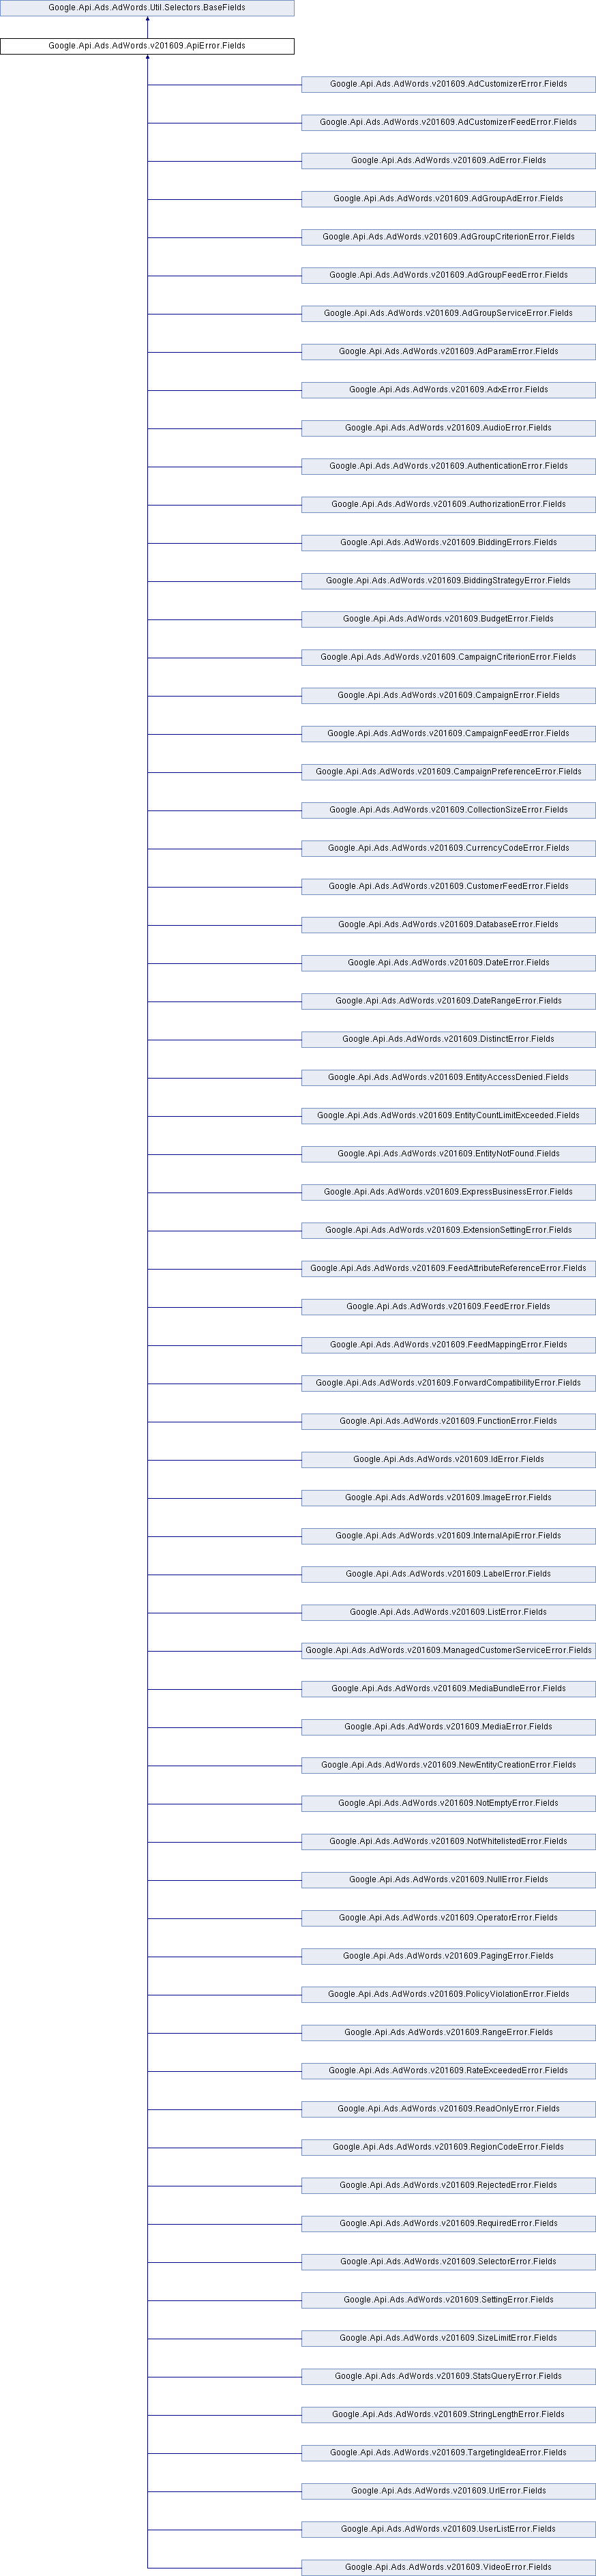 Google.Api.Ads.AdWords.Util.Selectors.BaseFields
Google.Api.Ads.AdWords.v201609.ApiError.Fields
Google.Api.Ads.AdWords.v201609.AdCustomizerError.Fields
Google.Api.Ads.AdWords.v201609.AdCustomizerFeedError.Fields
Google.Api.Ads.AdWords.v201609.AdError.Fields
Google.Api.Ads.AdWords.v201609.AdGroupAdError.Fields
Google.Api.Ads.AdWords.v201609.AdGroupCriterionError.Fields
Google.Api.Ads.AdWords.v201609.AdGroupFeedError.Fields
Google.Api.Ads.AdWords.v201609.AdGroupServiceError.Fields
Google.Api.Ads.AdWords.v201609.AdParamError.Fields
Google.Api.Ads.AdWords.v201609.AdxError.Fields
Google.Api.Ads.AdWords.v201609.AudioError.Fields
Google.Api.Ads.AdWords.v201609.AuthenticationError.Fields
Google.Api.Ads.AdWords.v201609.AuthorizationError.Fields
Google.Api.Ads.AdWords.v201609.BiddingErrors.Fields
Google.Api.Ads.AdWords.v201609.BiddingStrategyError.Fields
Google.Api.Ads.AdWords.v201609.BudgetError.Fields
Google.Api.Ads.AdWords.v201609.CampaignCriterionError.Fields
Google.Api.Ads.AdWords.v201609.CampaignError.Fields
Google.Api.Ads.AdWords.v201609.CampaignFeedError.Fields
Google.Api.Ads.AdWords.v201609.CampaignPreferenceError.Fields
Google.Api.Ads.AdWords.v201609.CollectionSizeError.Fields
Google.Api.Ads.AdWords.v201609.CurrencyCodeError.Fields
Google.Api.Ads.AdWords.v201609.CustomerFeedError.Fields
Google.Api.Ads.AdWords.v201609.DatabaseError.Fields
Google.Api.Ads.AdWords.v201609.DateError.Fields
Google.Api.Ads.AdWords.v201609.DateRangeError.Fields
Google.Api.Ads.AdWords.v201609.DistinctError.Fields
Google.Api.Ads.AdWords.v201609.EntityAccessDenied.Fields
Google.Api.Ads.AdWords.v201609.EntityCountLimitExceeded.Fields
Google.Api.Ads.AdWords.v201609.EntityNotFound.Fields
Google.Api.Ads.AdWords.v201609.ExpressBusinessError.Fields
Google.Api.Ads.AdWords.v201609.ExtensionSettingError.Fields
Google.Api.Ads.AdWords.v201609.FeedAttributeReferenceError.Fields
Google.Api.Ads.AdWords.v201609.FeedError.Fields
Google.Api.Ads.AdWords.v201609.FeedMappingError.Fields
Google.Api.Ads.AdWords.v201609.ForwardCompatibilityError.Fields
Google.Api.Ads.AdWords.v201609.FunctionError.Fields
Google.Api.Ads.AdWords.v201609.IdError.Fields
Google.Api.Ads.AdWords.v201609.ImageError.Fields
Google.Api.Ads.AdWords.v201609.InternalApiError.Fields
Google.Api.Ads.AdWords.v201609.LabelError.Fields
Google.Api.Ads.AdWords.v201609.ListError.Fields
Google.Api.Ads.AdWords.v201609.ManagedCustomerServiceError.Fields
Google.Api.Ads.AdWords.v201609.MediaBundleError.Fields
Google.Api.Ads.AdWords.v201609.MediaError.Fields
Google.Api.Ads.AdWords.v201609.NewEntityCreationError.Fields
Google.Api.Ads.AdWords.v201609.NotEmptyError.Fields
Google.Api.Ads.AdWords.v201609.NotWhitelistedError.Fields
Google.Api.Ads.AdWords.v201609.NullError.Fields
Google.Api.Ads.AdWords.v201609.OperatorError.Fields
Google.Api.Ads.AdWords.v201609.PagingError.Fields
Google.Api.Ads.AdWords.v201609.PolicyViolationError.Fields
Google.Api.Ads.AdWords.v201609.RangeError.Fields
Google.Api.Ads.AdWords.v201609.RateExceededError.Fields
Google.Api.Ads.AdWords.v201609.ReadOnlyError.Fields
Google.Api.Ads.AdWords.v201609.RegionCodeError.Fields
Google.Api.Ads.AdWords.v201609.RejectedError.Fields
Google.Api.Ads.AdWords.v201609.RequiredError.Fields
Google.Api.Ads.AdWords.v201609.SelectorError.Fields
Google.Api.Ads.AdWords.v201609.SettingError.Fields
Google.Api.Ads.AdWords.v201609.SizeLimitError.Fields
Google.Api.Ads.AdWords.v201609.StatsQueryError.Fields
Google.Api.Ads.AdWords.v201609.StringLengthError.Fields
Google.Api.Ads.AdWords.v201609.TargetingIdeaError.Fields
Google.Api.Ads.AdWords.v201609.UrlError.Fields
Google.Api.Ads.AdWords.v201609.UserListError.Fields
Google.Api.Ads.AdWords.v201609.VideoError.Fields